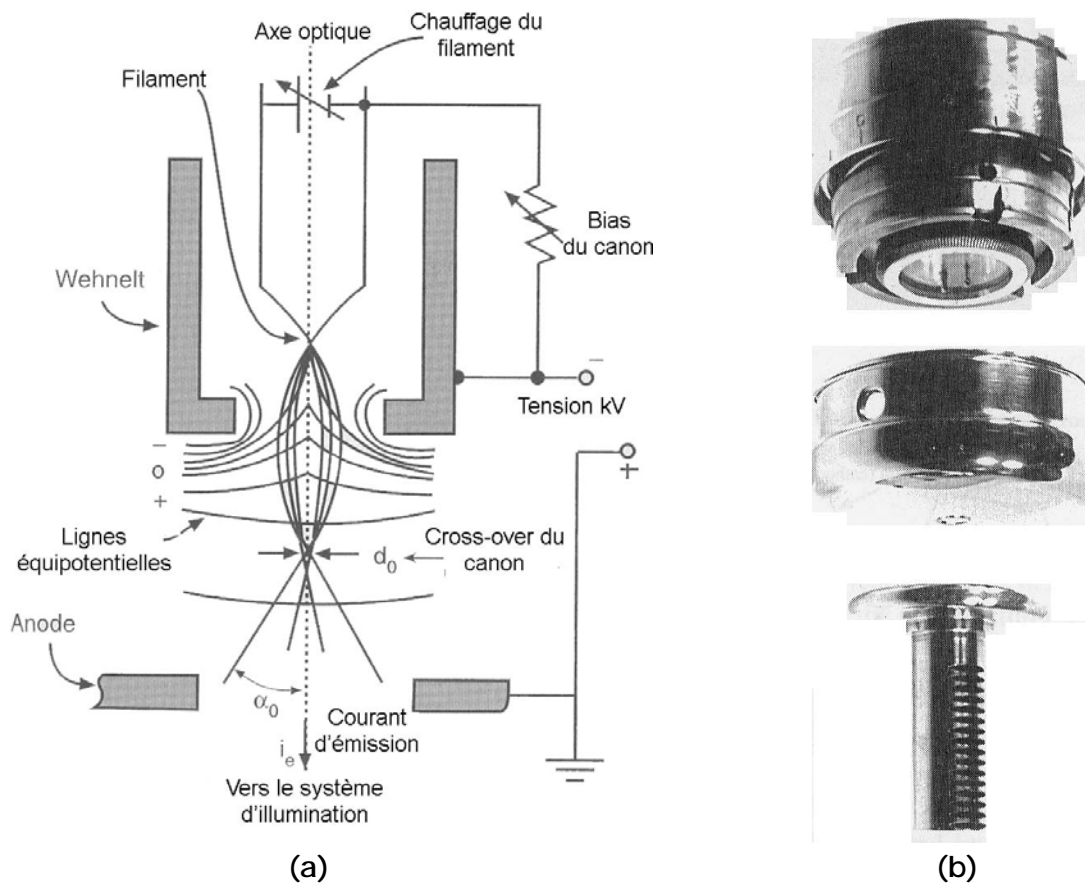 Axe optique
Chauffage du
filament
Filament
Wehnelt
Bias
du canon
−
Tension kV
+
−
o
+
Lignes
équipotentielles
d₀
Cross-over du
canon
Anode
α₀
Courant
d'émission
iₑ
Vers le système
d'illumination
(a)
(b)